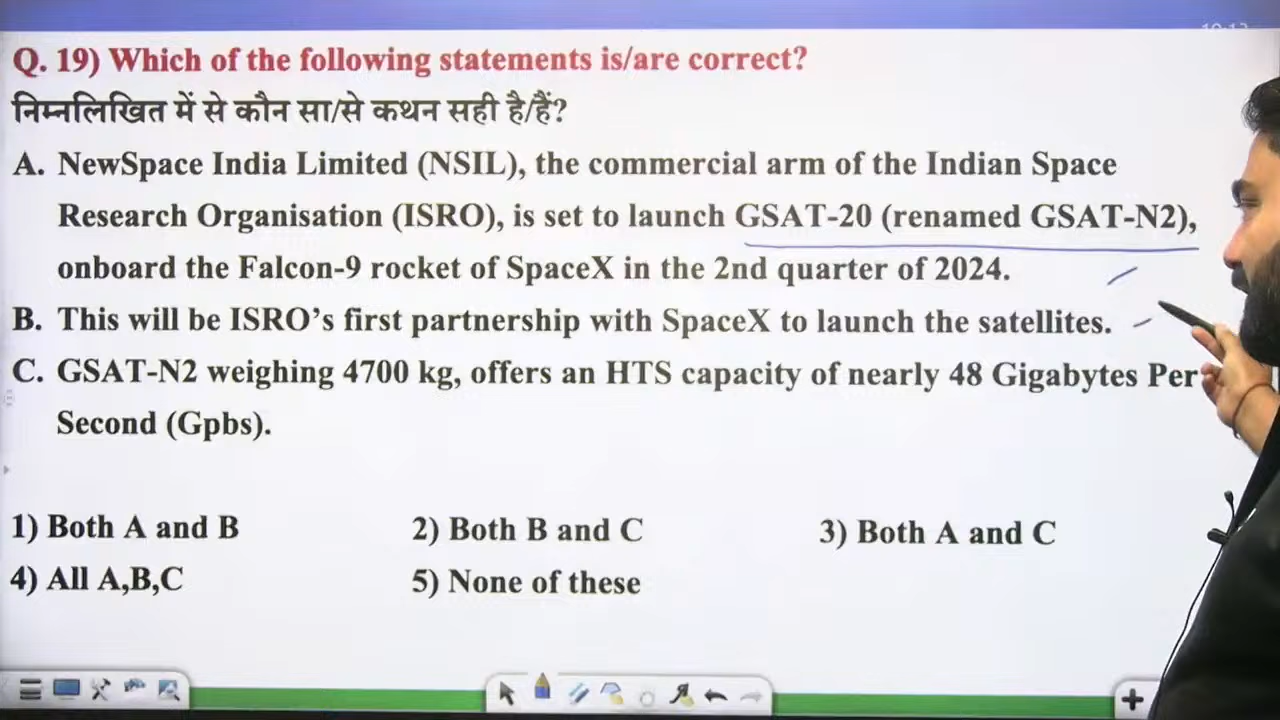 Q. 19) Which of the following statements is/are correct?
निम्नलिखित में से कौन सा/से कथन सही है/हैं?
A. NewSpace India Limited (NSIL), the commercial arm of the Indian Space
Research Organisation (ISRO), is set to launch GSAT-20 (renamed GSAT-N2),
onboard the Falcon-9 rocket of SpaceX in the 2nd quarter of 2024.
B. This will be ISRO’s first partnership with SpaceX to launch the satellites.
C. GSAT-N2 weighing 4700 kg, offers an HTS capacity of nearly 48 Gigabytes Per
Second (Gpbs).
1) Both A and B 2) Both B and C 3) Both A and C
4) All A,B,C 5) None of these